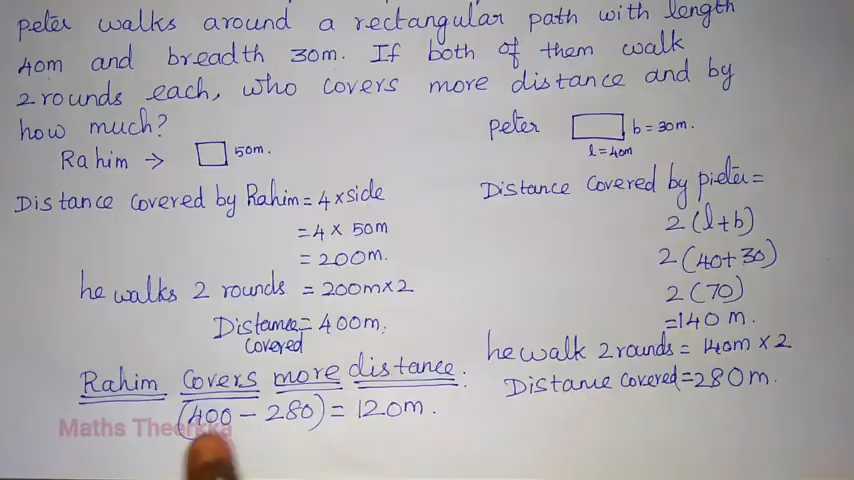 peter walks around a rectangular path with length
40m and breadth 30m. If both of them walk
2 rounds each, who covers more distance and by
how much?
Rahim → 50m.
Distance covered by Rahim = 4 x side
= 4 x 50m
= 200m.
he walks 2 rounds = 200m x 2
Distance = 400m.
covered
Rahim covers more distance.
(400 - 280) = 120m.
Maths Theekka
peter b = 30m.
l = 40m
Distance covered by pieter =
2 (l + b)
2 (40 + 30)
2 (70)
= 140 m.
he walk 2 rounds = 140m x 2
Distance covered = 280m.